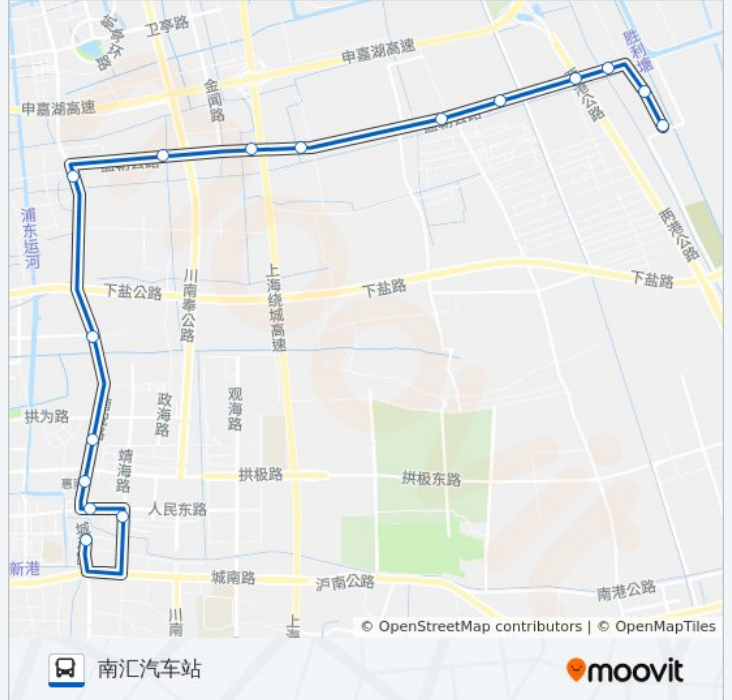 卫亭路
申嘉湖高速
胜利塘
金闻路
申嘉湖高速
两港公路
浦东运河
两港公路
川南奉公路
上海绕城高速
下盐公路
下盐路
下盐路
政海路
观海路
拱为路
靖海路
拱极路
拱极东路
惠南
人民东路
城
新港
城南路
沪南公路
南港公路
川南
上海
© OpenStreetMap contributors | © OpenMapTiles
南汇汽车站
moovit